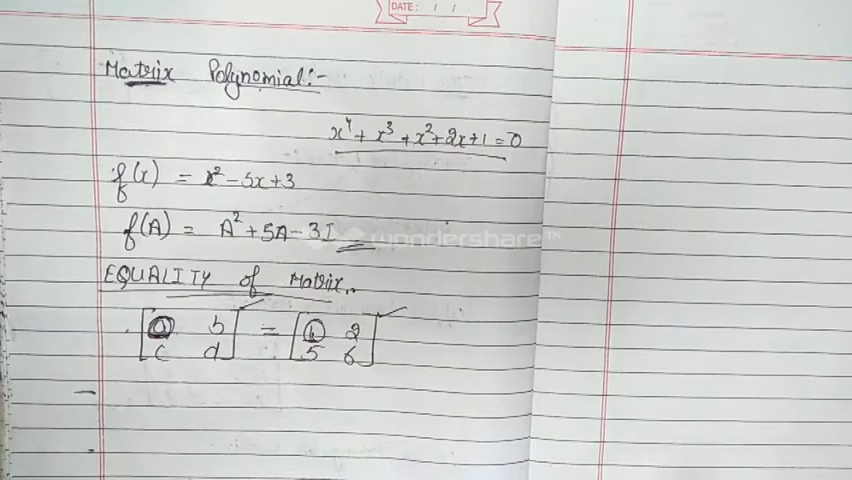 DATE: / /
Matrix Polynomial:-
x⁴ + x³ + x² + 2x + 1 = 0
f(x) = x² - 5x + 3
f(A) = A² + 5A - 3I
wondershare™
EQUALITY of Matrix
[a b = [ 2
c d] 5 6]